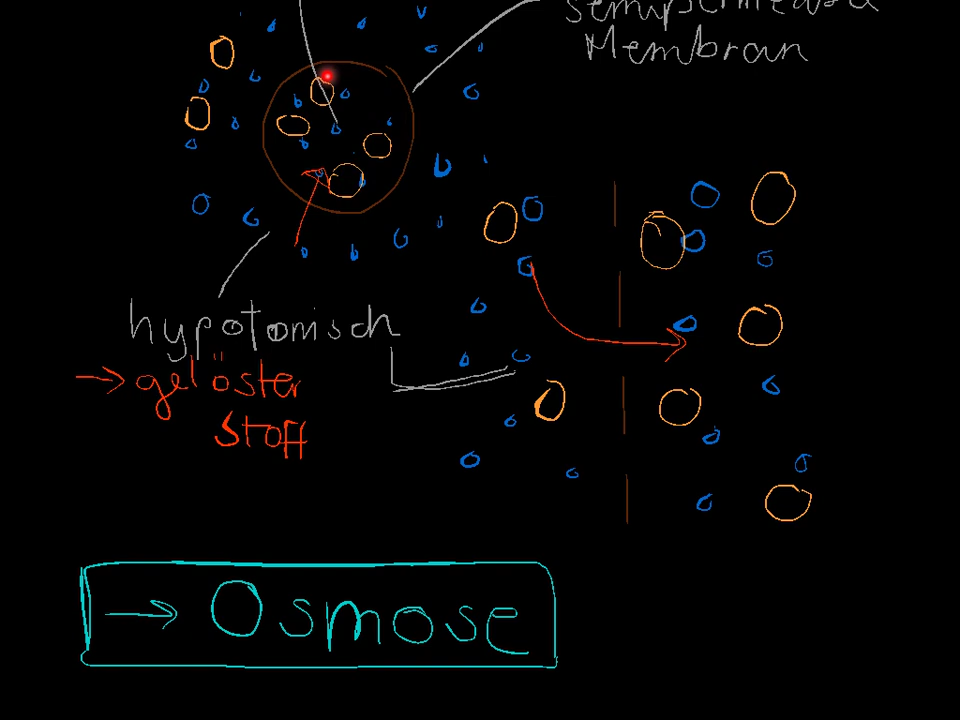 Membran
hypotonisch
→ gelöster
Stoff
→ Osmose